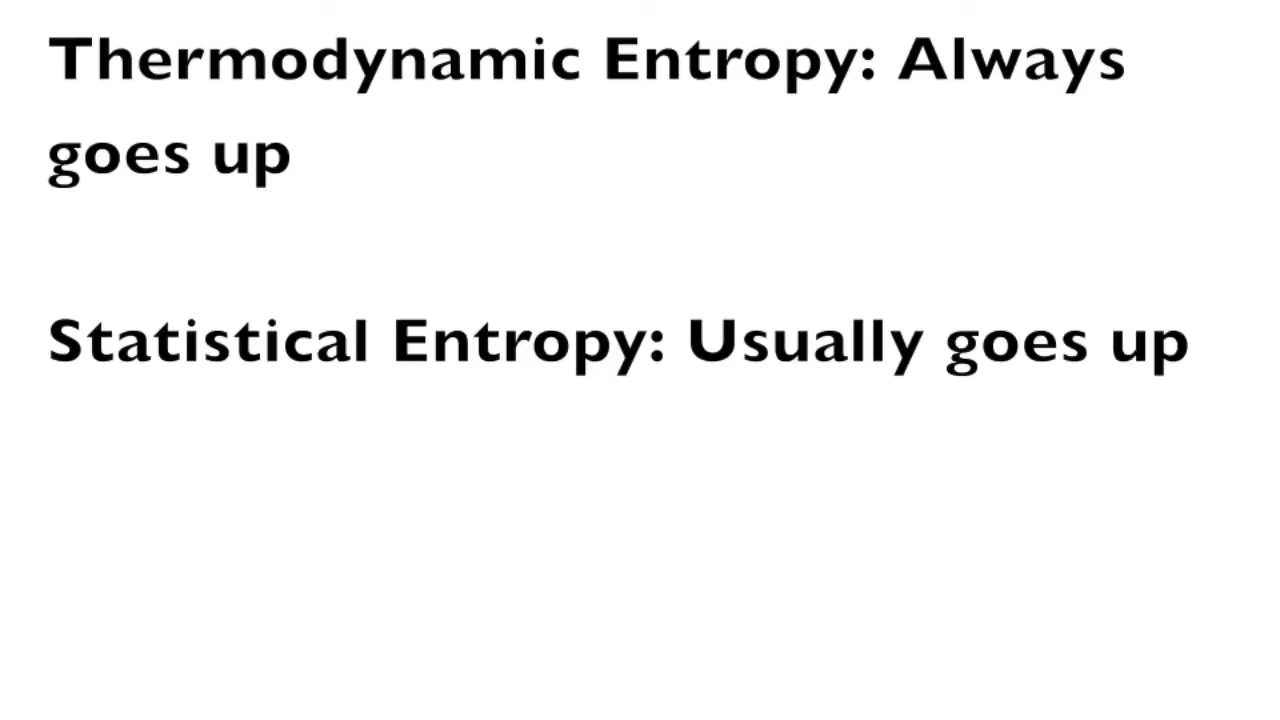 Thermodynamic Entropy: Always
goes up
Statistical Entropy: Usually goes up